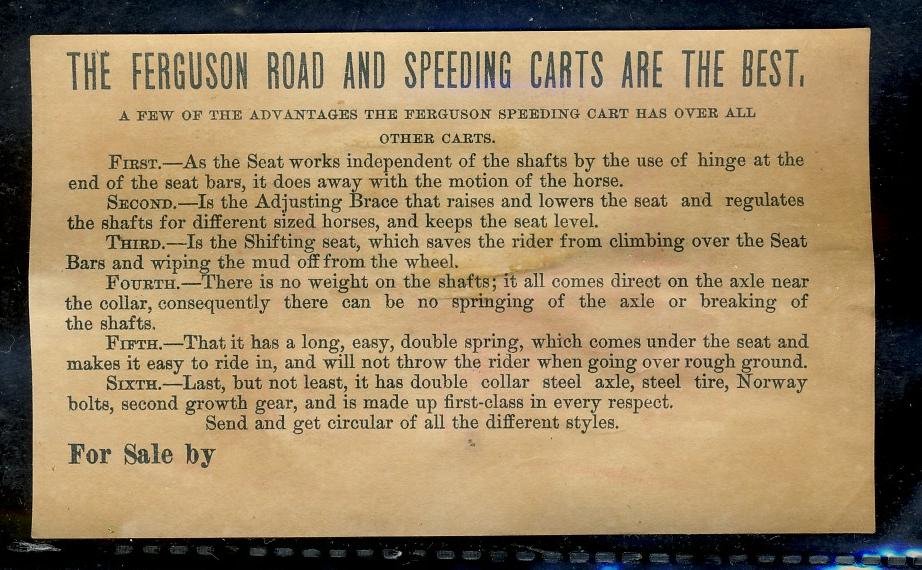 THE FERGUSON ROAD AND SPEEDING CARTS ARE THE BEST.
A FEW OF THE ADVANTAGES THE FERGUSON SPEEDING CART HAS OVER ALL
OTHER CARTS.
FIRST.—As the Seat works independent of the shafts by the use of hinge at the
end of the seat bars, it does away with the motion of the horse.
SECOND.—Is the Adjusting Brace that raises and lowers the seat and regulates
the shafts for different sized horses, and keeps the seat level.
THIRD.—Is the Shifting seat, which saves the rider from climbing over the Seat
Bars and wiping the mud off from the wheel.
FOURTH.—There is no weight on the shafts; it all comes direct on the axle near
the collar, consequently there can be no springing of the axle or breaking of
the shafts.
FIFTH.—That it has a long, easy, double spring, which comes under the seat and
makes it easy to ride in, and will not throw the rider when going over rough ground.
SIXTH.—Last, but not least, it has double collar steel axle, steel tire, Norway
bolts, second growth gear, and is made up first-class in every respect.
Send and get circular of all the different styles.
For Sale by